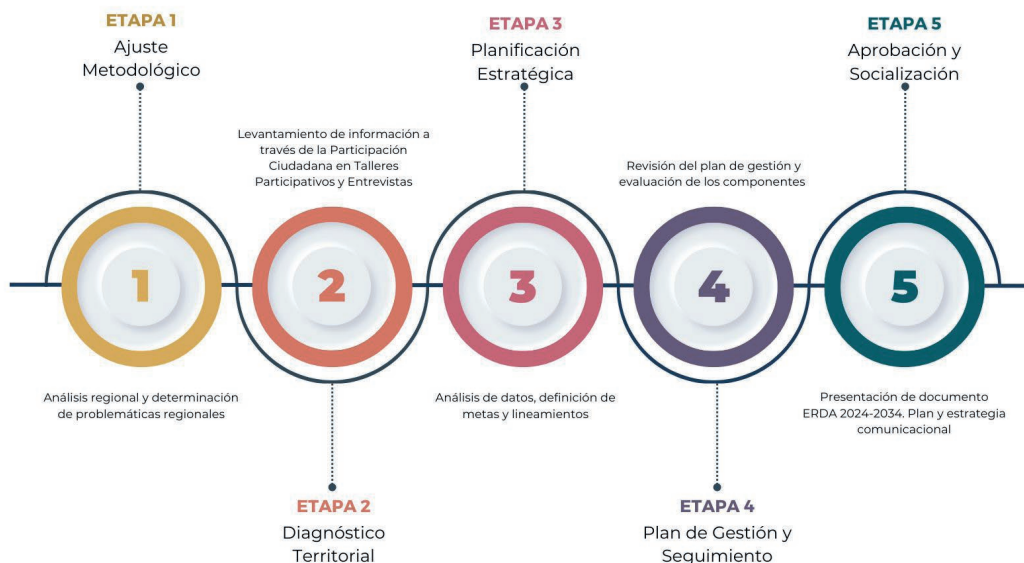 ETAPA 1
Ajuste
Metodológico
1
Análisis regional y determinación
de problemáticas regionales
Levantamiento de información a
través de la Participación
Ciudadana en Talleres
Participativos y Entrevistas
2
ETAPA 2
Diagnóstico
Territorial
ETAPA 3
Planificación
Estratégica
3
Análisis de datos, definición de
metas y lineamientos
Revisión del plan de gestión y
evaluación de los componentes
4
ETAPA 4
Plan de Gestión y
Seguimiento
ETAPA 5
Aprobación y
Socialización
5
Presentación de documento
ERDA 2024-2034. Plan y estrategia
comunicacional